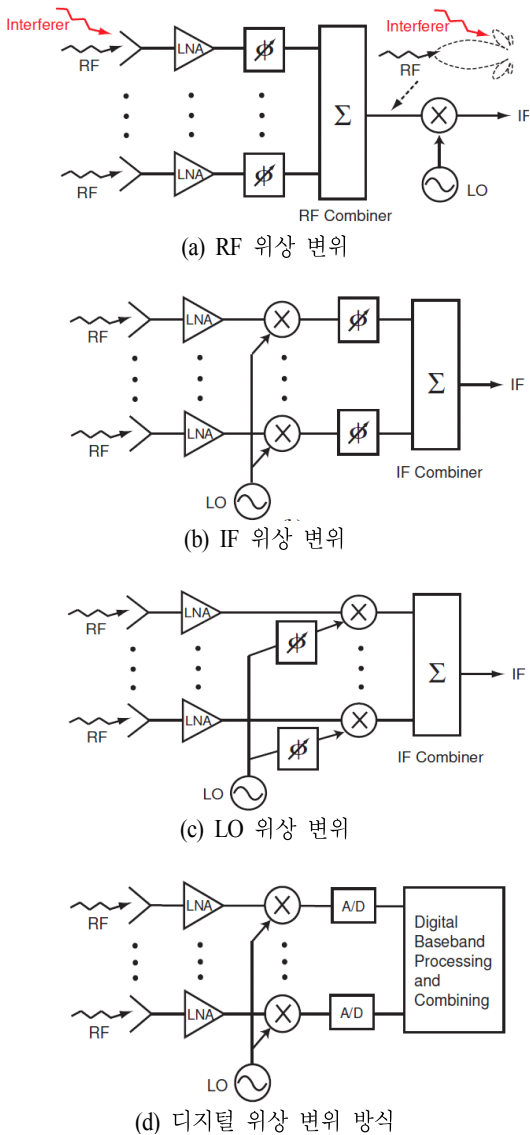 Interferer
Interferer
RF
LNA
ϕ
RF
Σ
IF
RF
LNA
ϕ
LO
RF Combiner
(a) RF 위상 변위
RF
LNA
ϕ
Σ
IF
RF
LNA
ϕ
IF Combiner
LO
(b) IF 위상 변위
RF
LNA
ϕ
Σ
IF
RF
LNA
ϕ
IF Combiner
LO
(c) LO 위상 변위
RF
LNA
A/D
Digital
Baseband
Processing
and
Combining
RF
LNA
A/D
LO
(d) 디지털 위상 변위 방식